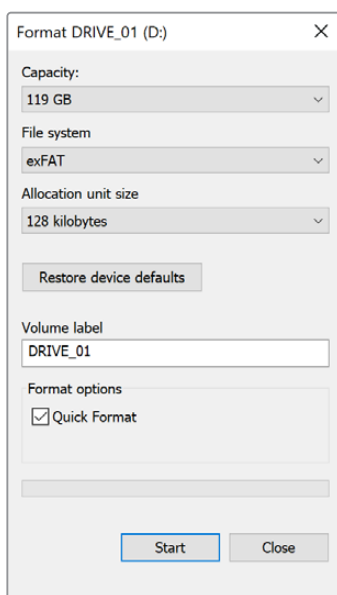 Format DRIVE_01 (D:)
Capacity:
119 GB
File system
exFAT
Allocation unit size
128 kilobytes
Restore device defaults
Volume label
DRIVE_01
Format options
Quick Format
Start Close